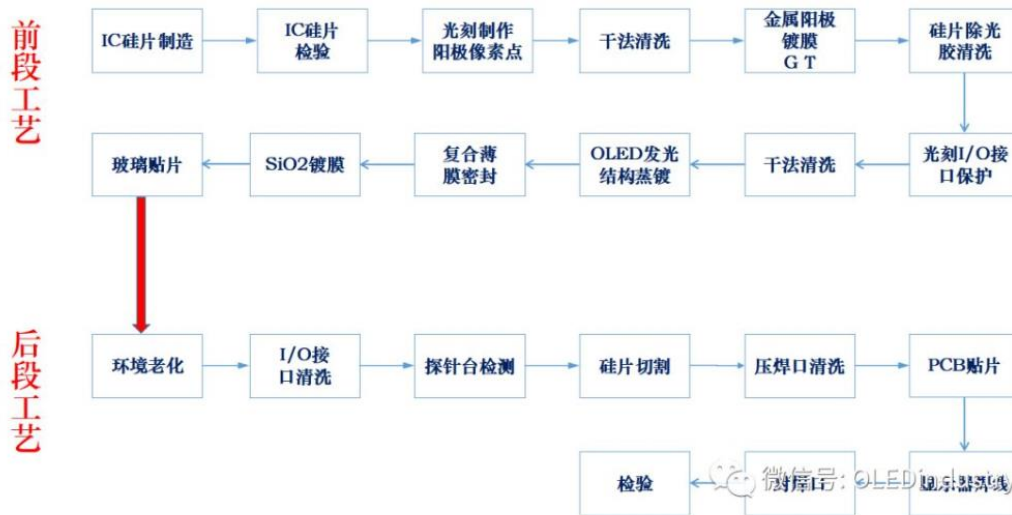 前段工艺
IC硅片制造
IC硅片
检验
光刻制作
阳极像素点
干法清洗
金属阳极
镀膜
G T
硅片除光
胶清洗
光刻I/O接
口保护
干法清洗
OLED发光
结构蒸镀
复合薄
膜密封
SiO2镀膜
玻璃贴片
后段工艺
环境老化
I/O接
口清洗
探针台检测
硅片切割
压焊口清洗
PCB贴片
检验
微信号: OLEDindustry